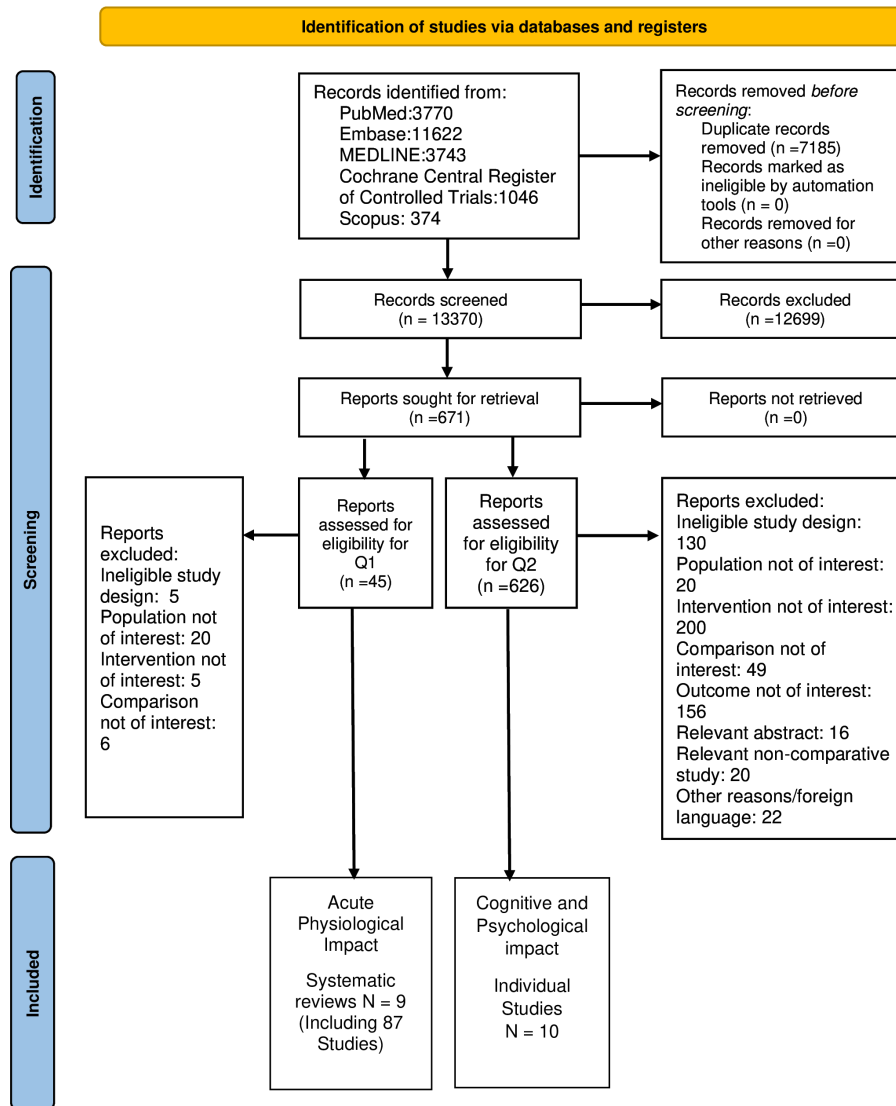 Identification of studies via databases and registers
Identification
Records identified from:
PubMed:3770
Embase:11622
MEDLINE:3743
Cochrane Central Register
of Controlled Trials:1046
Scopus: 374
Records removed before
screening:
Duplicate records
removed (n =7185)
Records marked as
ineligible by automation
tools (n = 0)
Records removed for
other reasons (n =0)
Screening
Records screened
(n = 13370)
Records excluded
(n =12699)
Reports sought for retrieval
(n =671)
Reports not retrieved
(n =0)
Reports
excluded:
Ineligible study
design:  5
Population not
of interest: 20
Intervention not
of interest: 5
Comparison
not of interest:
6
Reports
assessed for
eligibility for
Q1
(n =45)
Reports
assessed
for eligibility
for Q2
(n =626)
Reports excluded:
Ineligible study design:
130
Population not of interest:
20
Intervention not of interest:
200
Comparison not of
interest: 49
Outcome not of interest:
156
Relevant abstract: 16
Relevant non-comparative
study: 20
Other reasons/foreign
language: 22
Included
Acute
Physiological
Impact
Systematic
reviews N = 9
(Including 87
Studies)
Cognitive and
Psychological
impact
Individual
Studies
N = 10